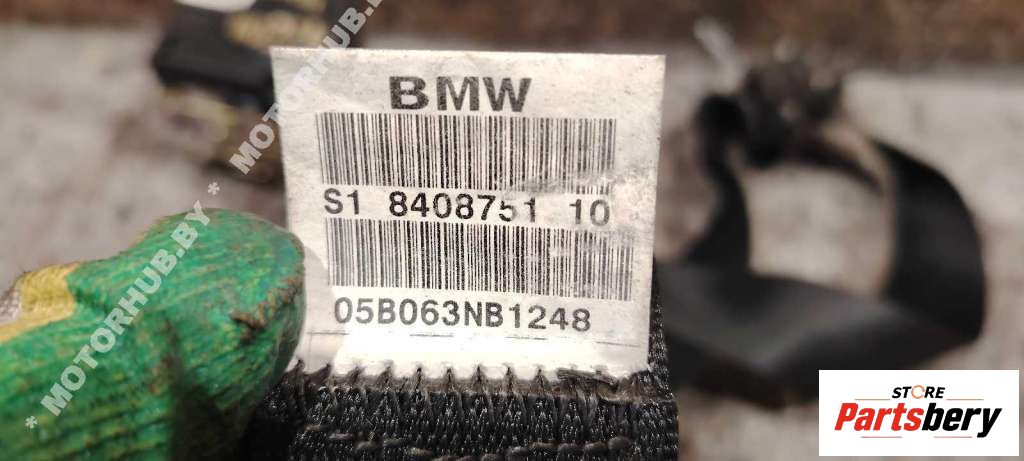 BMW
S1 8408751 10
05B063NB1248
* MOTORHUB.BY * MOTORHUB.BY
STORE
Partsbery